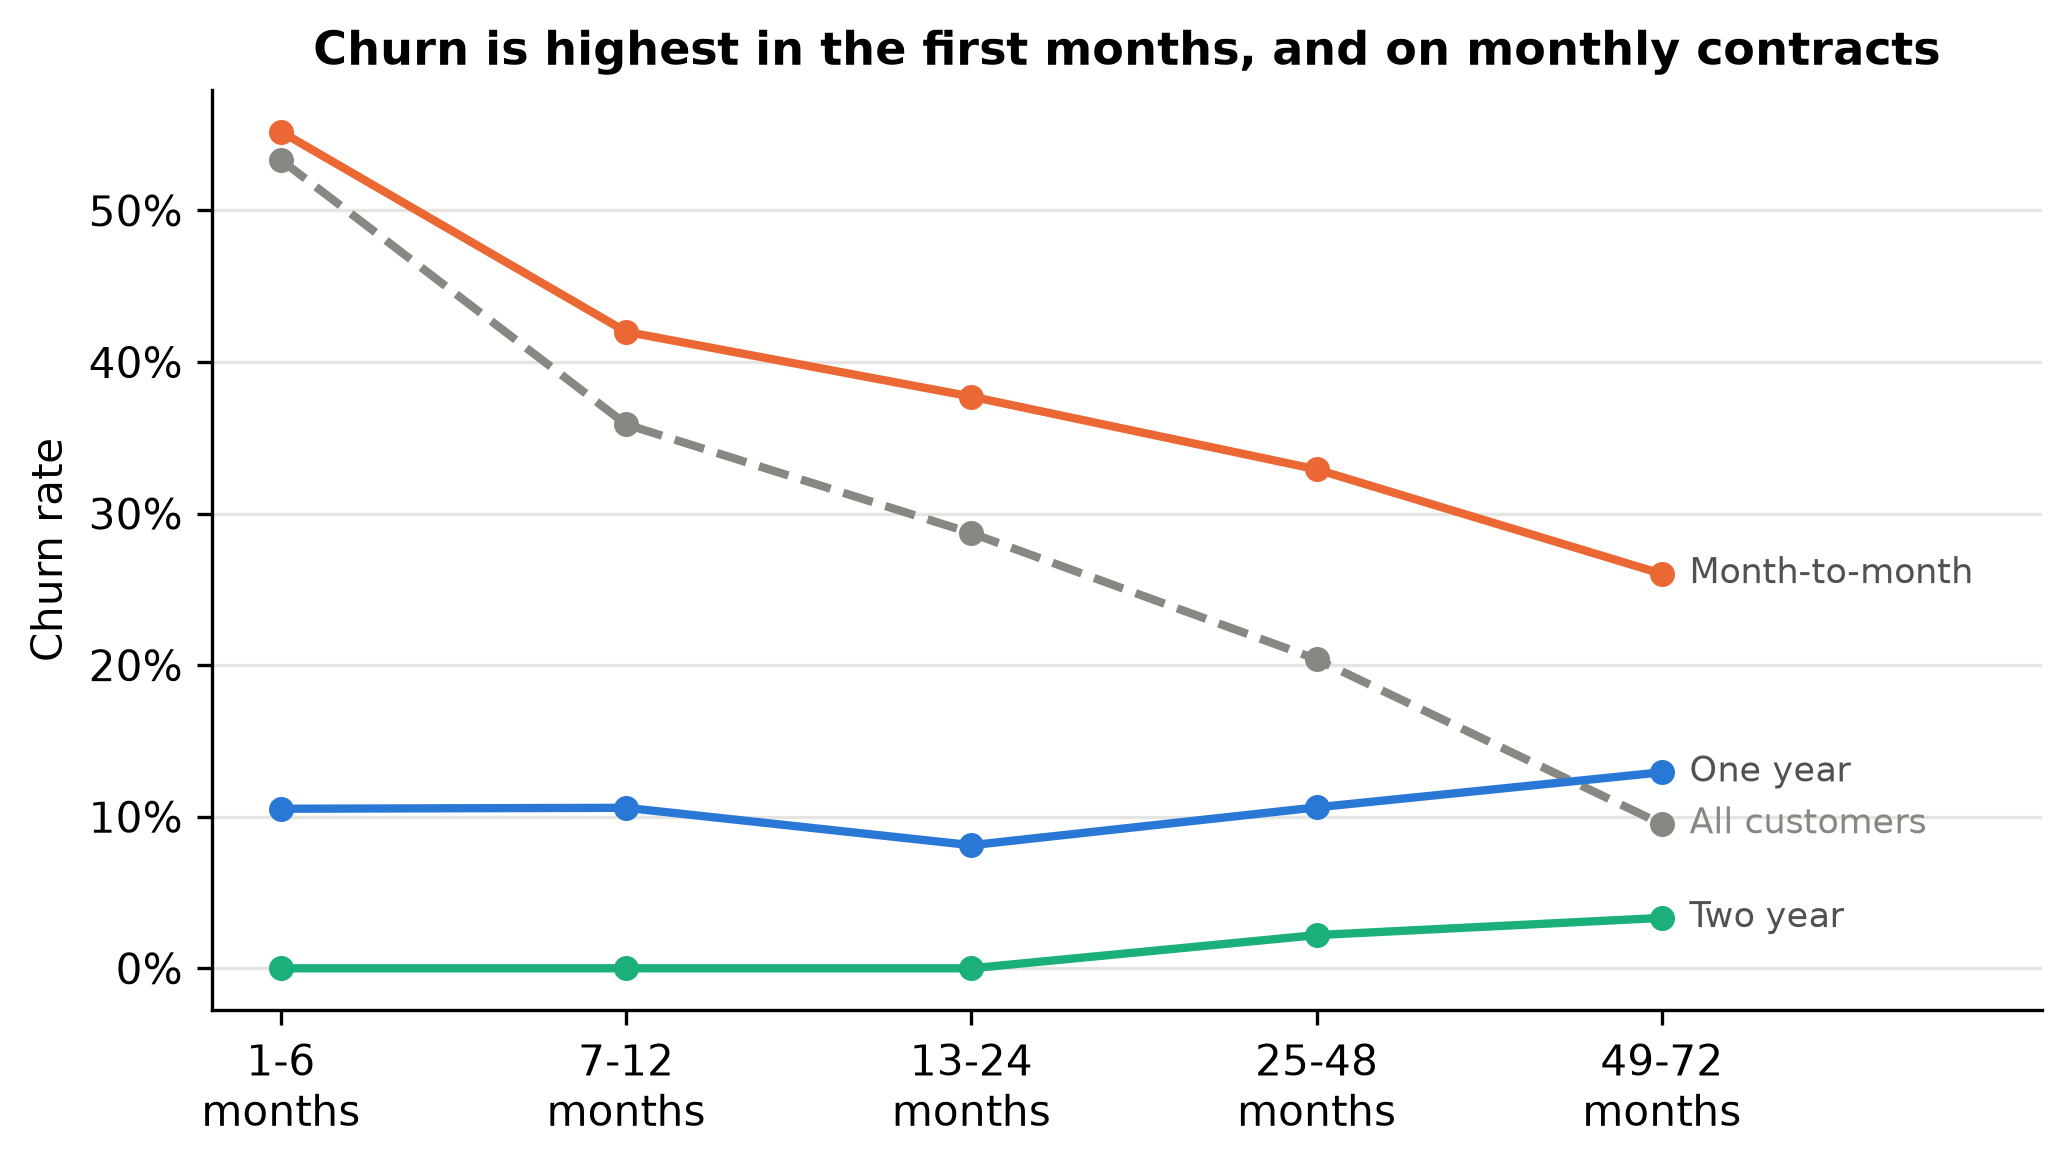 Churn is highest in the first months, and on monthly contracts
Churn rate
50%
40%
30%
20%
10%
0%
Month-to-month
One year
All customers
Two year
1-6
months
7-12
months
13-24
months
25-48
months
49-72
months